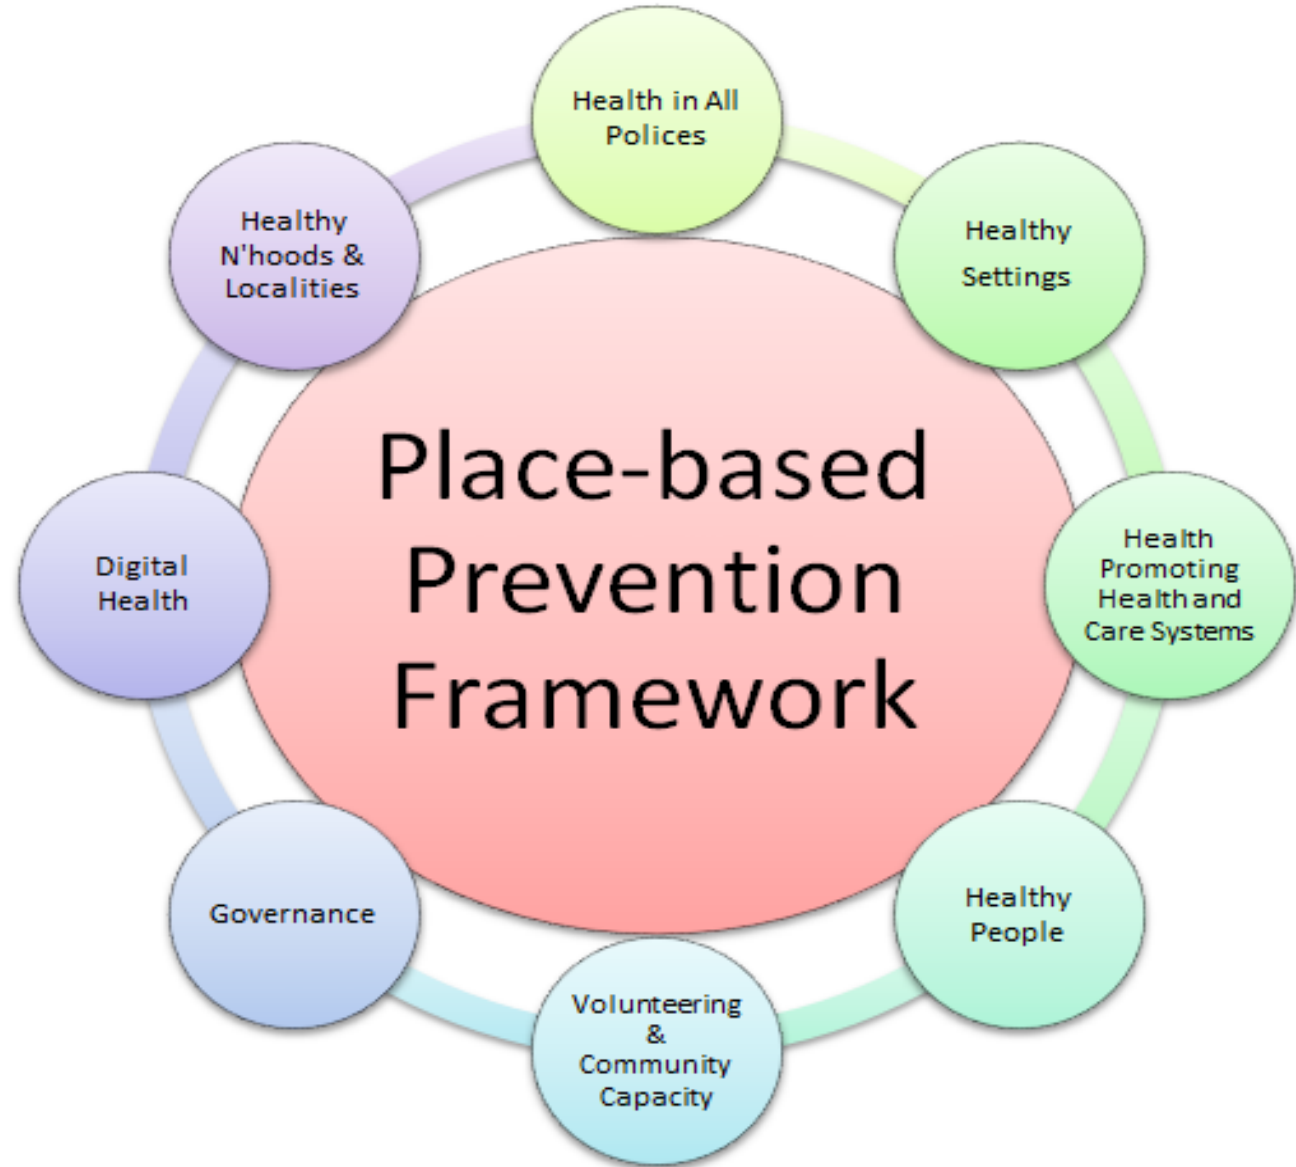 Health in All
Polices
Healthy
Settings
Health
Promoting
Health and
Care Systems
Healthy
People
Volunteering
&
Community
Capacity
Governance
Digital
Health
Healthy
N'hoods &
Localities
Place-based
Prevention
Framework